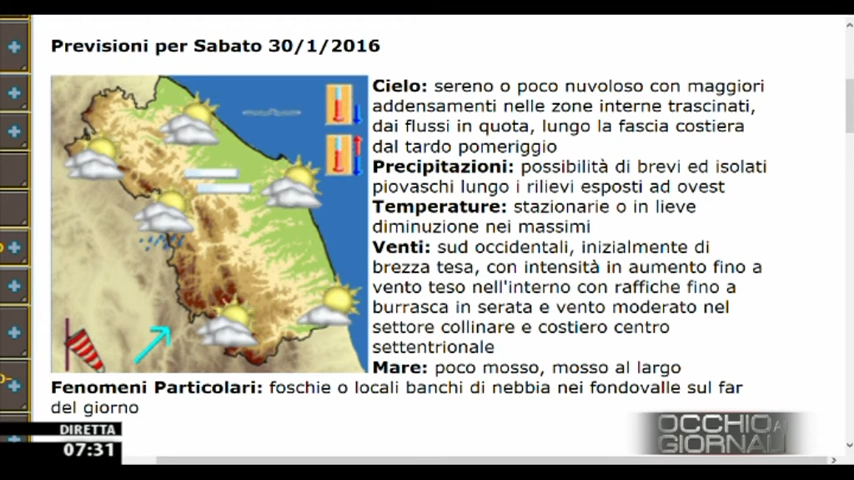 Previsioni per Sabato 30/1/2016
Cielo: sereno o poco nuvoloso con maggiori
addensamenti nelle zone interne trascinati,
dai flussi in quota, lungo la fascia costiera
dal tardo pomeriggio
Precipitazioni: possibilità di brevi ed isolati
piovaschi lungo i rilievi esposti ad ovest
Temperature: stazionarie o in lieve
diminuzione nei massimi
Venti: sud occidentali, inizialmente di
brezza tesa, con intensità in aumento fino a
vento teso nell'interno con raffiche fino a
burrasca in serata e vento moderato nel
settore collinare e costiero centro
settentrionale
Mare: poco mosso, mosso al largo
Fenomeni Particolari: foschie o locali banchi di nebbia nei fondovalle sul far
del giorno
DIRETTA
07:31
OCCHIO AI
GIORNALI